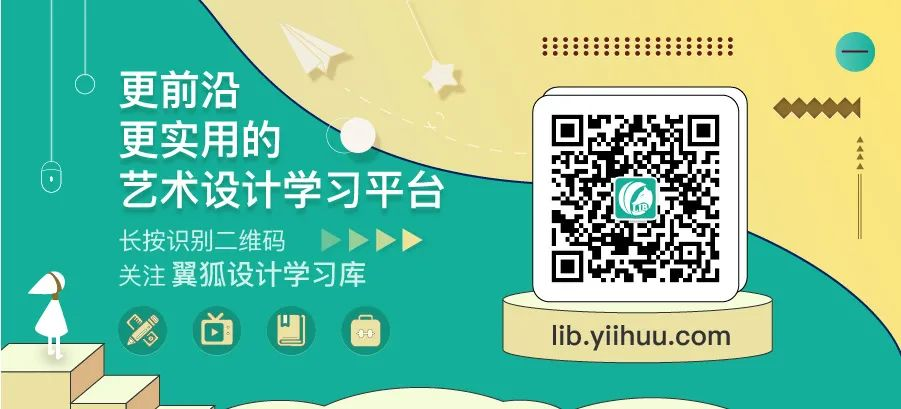 更前沿
更实用的
艺术设计学习平台
长按识别二维码
关注 翼狐设计学习库
LIB
lib.yiihuu.com